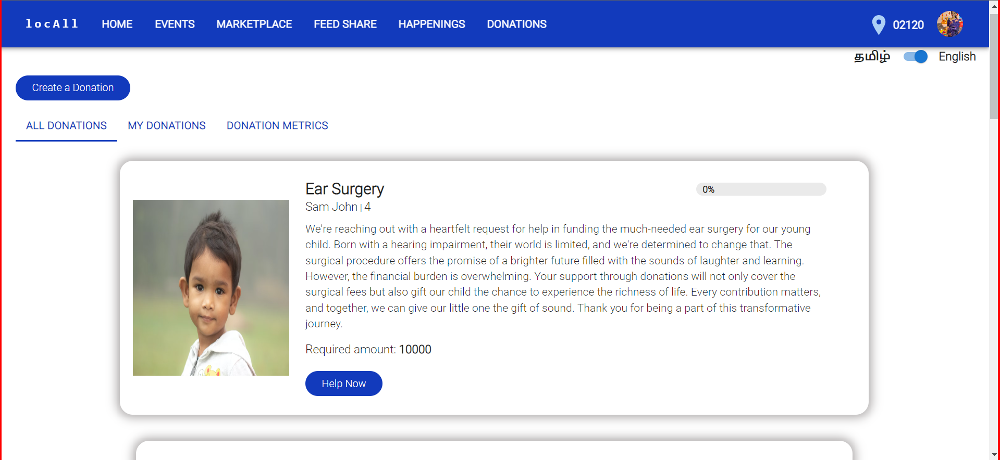 locAll HOME EVENTS MARKETPLACE FEED SHARE HAPPENINGS DONATIONS 02120
தமிழ் English
Create a Donation
ALL DONATIONS MY DONATIONS DONATION METRICS
Ear Surgery 0%
Sam John | 4
We're reaching out with a heartfelt request for help in funding the much-needed ear surgery for our young
child. Born with a hearing impairment, their world is limited, and we're determined to change that. The
surgical procedure offers the promise of a brighter future filled with the sounds of laughter and learning.
However, the financial burden is overwhelming. Your support through donations will not only cover the
surgical fees but also gift our child the chance to experience the richness of life. Every contribution matters,
and together, we can give our little one the gift of sound. Thank you for being a part of this transformative
journey.
Required amount: 10000
Help Now